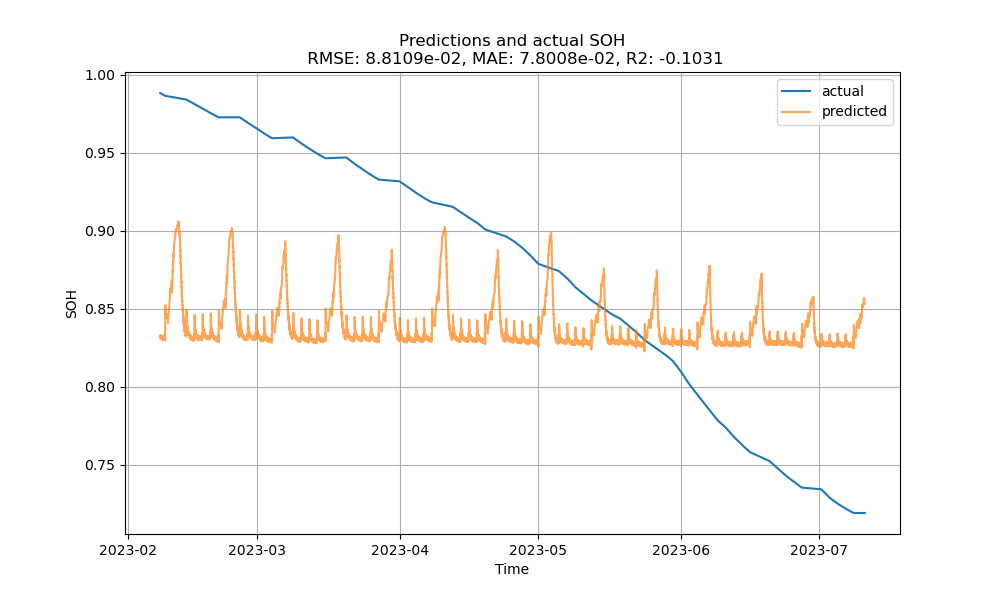 Predictions and actual SOH
RMSE: 8.8109e-02, MAE: 7.8008e-02, R2: -0.1031
actual
predicted
1.00
0.95
0.90
0.85
0.80
0.75
SOH
2023-02
2023-03
2023-04
2023-05
2023-06
2023-07
Time